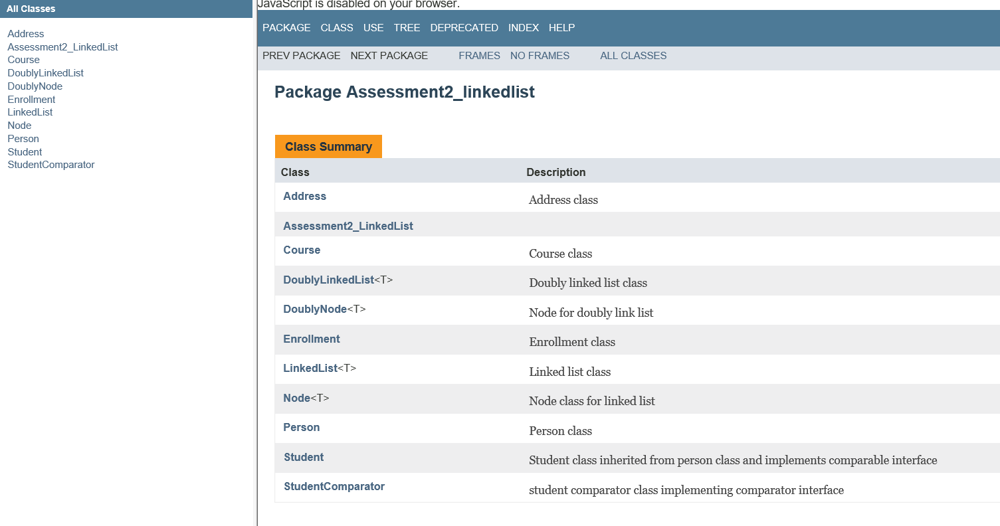 All Classes
Address
Assessment2_LinkedList
Course
DoublyLinkedList
DoublyNode
Enrollment
LinkedList
Node
Person
Student
StudentComparator
JavaScript is disabled on your browser.
PACKAGE CLASS USE TREE DEPRECATED INDEX HELP
PREV PACKAGE NEXT PACKAGE FRAMES NO FRAMES ALL CLASSES
Package Assessment2_linkedlist
Class Summary
Class Description
Address Address class
Assessment2_LinkedList
Course Course class
DoublyLinkedList<T> Doubly linked list class
DoublyNode<T> Node for doubly link list
Enrollment Enrollment class
LinkedList<T> Linked list class
Node<T> Node class for linked list
Person Person class
Student Student class inherited from person class and implements comparable interface
StudentComparator student comparator class implementing comparator interface